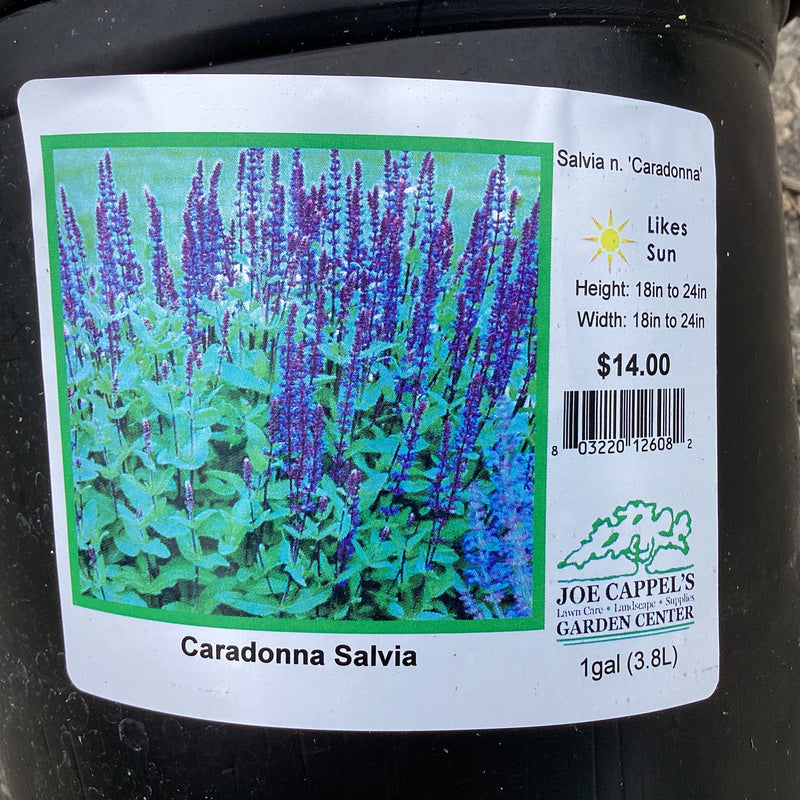 Salvia n. 'Caradonna'
Likes
Sun
Height: 18in to 24in
Width: 18in to 24in
$14.00
8 03220 12608 2
JOE CAPPEL'S
Lawn Care • Landscape • Supplies
GARDEN CENTER
1gal (3.8L)
Caradonna Salvia